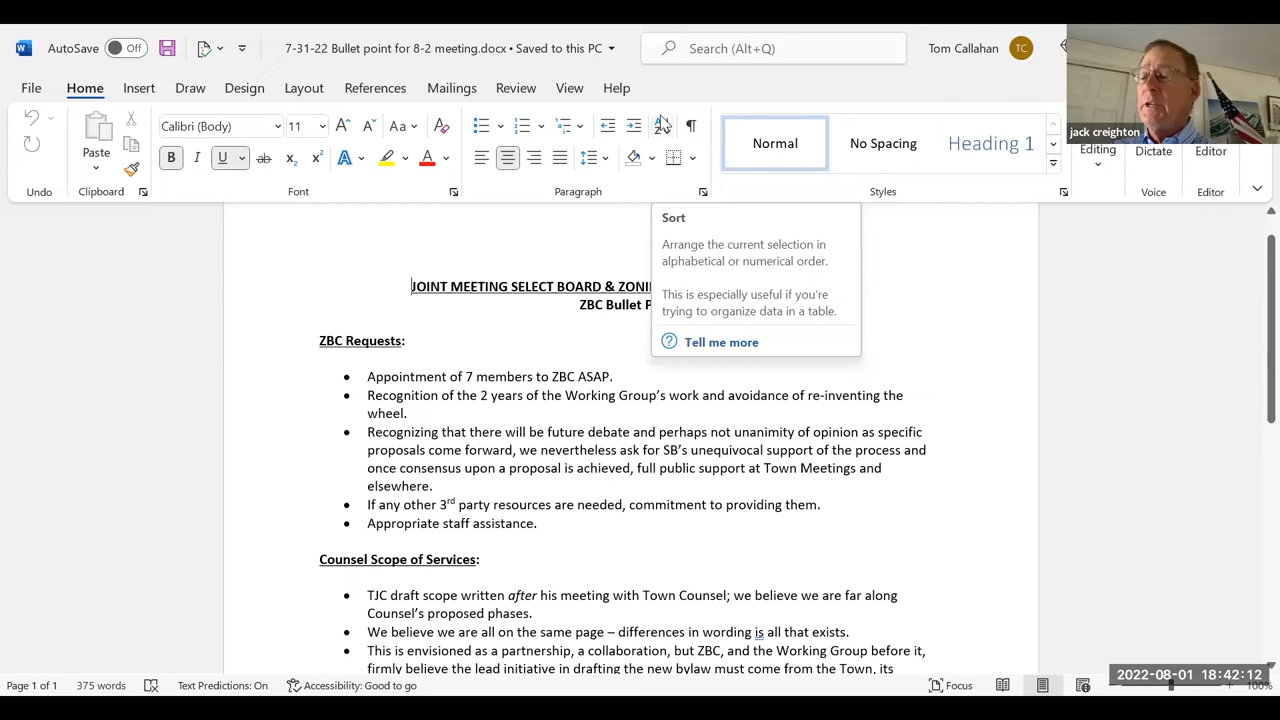 AutoSave Off 7-31-22 Bullet point for 8-2 meeting.docx • Saved to this PC Search (Alt+Q) Tom Callahan TC
File Home Insert Draw Design Layout References Mailings Review View Help
jack creighton
Calibri (Body) 11 Aa
Paste Normal No Spacing Heading 1 Editing Dictate Editor
B I U ab x₂ x² A A
Undo Clipboard Font Paragraph Styles Voice Editor
Sort
Arrange the current selection in
alphabetical or numerical order.
This is especially useful if you're
trying to organize data in a table.
Tell me more
JOINT MEETING SELECT BOARD &
ZBC Bullet
ZBC Requests:
• Appointment of 7 members to ZBC ASAP.
• Recognition of the 2 years of the Working Group's work and avoidance of re-inventing the
wheel.
• Recognizing that there will be future debate and perhaps not unanimity of opinion as specific
proposals come forward, we nevertheless ask for SB's unequivocal support of the process and
once consensus upon a proposal is achieved, full public support at Town Meetings and
elsewhere.
• If any other 3rd party resources are needed, commitment to providing them.
• Appropriate staff assistance.
Counsel Scope of Services:
• TJC draft scope written after his meeting with Town Counsel; we believe we are far along
Counsel's proposed phases.
• We believe we are all on the same page – differences in wording is all that exists.
• This is envisioned as a partnership, a collaboration, but ZBC, and the Working Group before it,
firmly believe the lead initiative in drafting the new bylaw must come from the Town, its
2022-08-01 18:42:12
Page 1 of 1 375 words Text Predictions: On Accessibility: Good to go Focus 100%